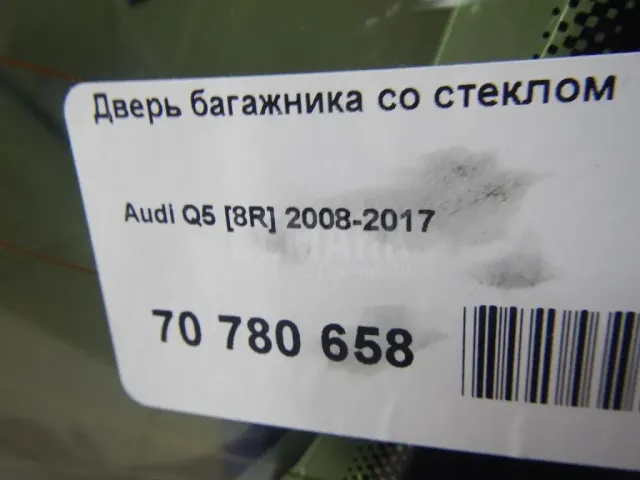 Дверь багажника со стеклом
Audi Q5 [8R] 2008-2017
70 780 658